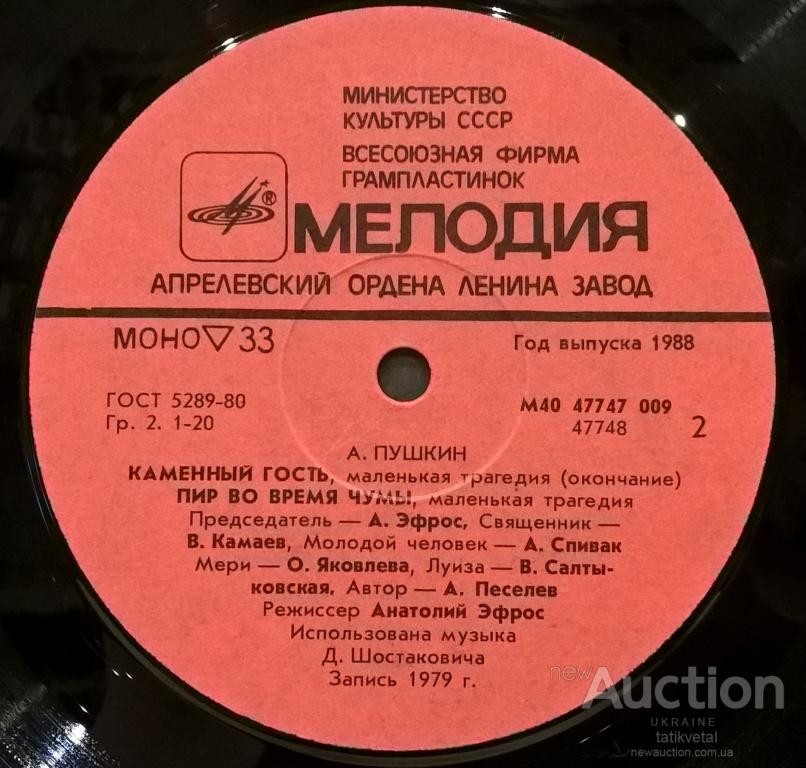 МИНИСТЕРСТВО
КУЛЬТУРЫ СССР
ВСЕСОЮЗНАЯ ФИРМА
ГРАМПЛАСТИНОК
®
МЕЛОДИЯ
АПРЕЛЕВСКИЙ ОРДЕНА ЛЕНИНА ЗАВОД
МОНО ▽ 33
Год выпуска 1988
ГОСТ 5289-80
Гр. 2. 1-20
М40 47747 009
47748 2
А. ПУШКИН
КАМЕННЫЙ ГОСТЬ, маленькая трагедия (окончание)
ПИР ВО ВРЕМЯ ЧУМЫ, маленькая трагедия
Председатель — А. Эфрос, Священник —
В. Камаев, Молодой человек — А. Спивак
Мери — О. Яковлева, Луиза — В. Салты-
ковская, Автор — А. Песелев
Режиссер Анатолий Эфрос
Использована музыка
Д. Шостаковича
Запись 1979 г.
newAuction
UKRAINE
tatikvetal
newauction.com.ua